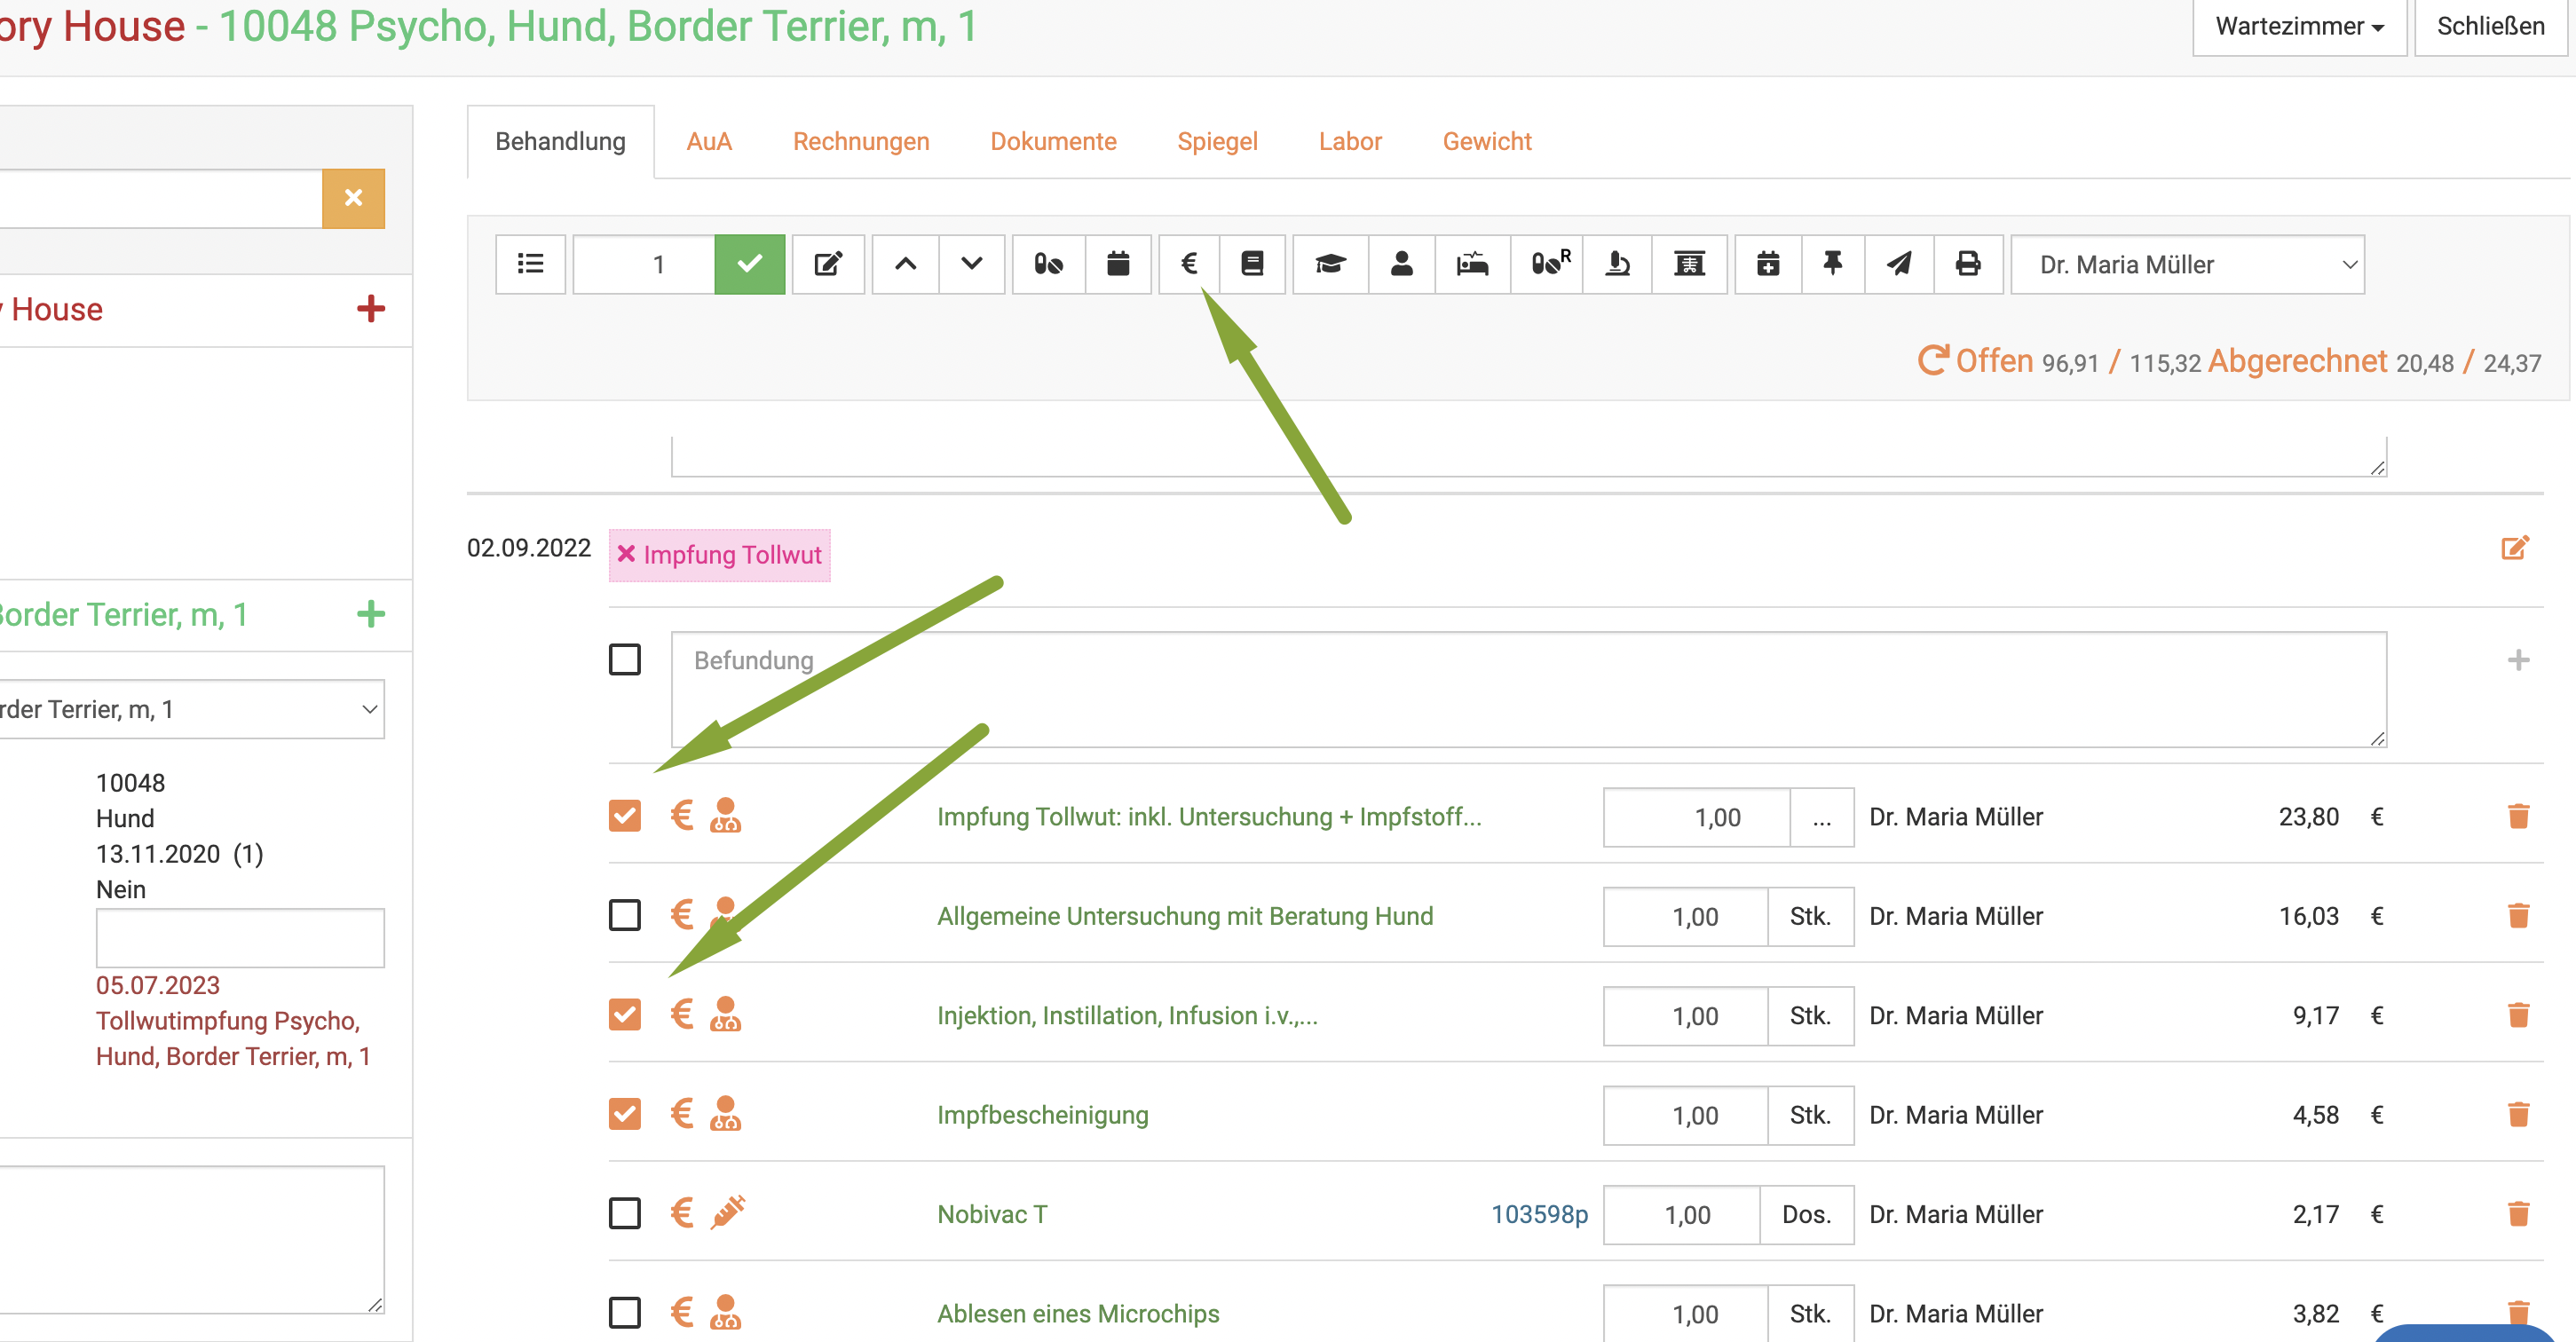 ory House - 10048 Psycho, Hund, Border Terrier, m, 1
Wartezimmer
Schließen
Behandlung
AuA
Rechnungen
Dokumente
Spiegel
Labor
Gewicht
1
€
R
Dr. Maria Müller
House
Offen 96,91 / 115,32 Abgerechnet 20,48 / 24,37
02.09.2022
Impfung Tollwut
Border Terrier, m, 1
Befundung
rder Terrier, m, 1
10048
Hund
13.11.2020 (1)
Nein
05.07.2023
Tollwutimpfung Psycho,
Hund, Border Terrier, m, 1
€ Impfung Tollwut: inkl. Untersuchung + Impfstoff... 1,00 ... Dr. Maria Müller 23,80 €
€ Allgemeine Untersuchung mit Beratung Hund 1,00 Stk. Dr. Maria Müller 16,03 €
€ Injektion, Instillation, Infusion i.v.,... 1,00 Stk. Dr. Maria Müller 9,17 €
€ Impfbescheinigung 1,00 Stk. Dr. Maria Müller 4,58 €
€ Nobivac T 103598p 1,00 Dos. Dr. Maria Müller 2,17 €
€ Ablesen eines Microchips 1,00 Stk. Dr. Maria Müller 3,82 €